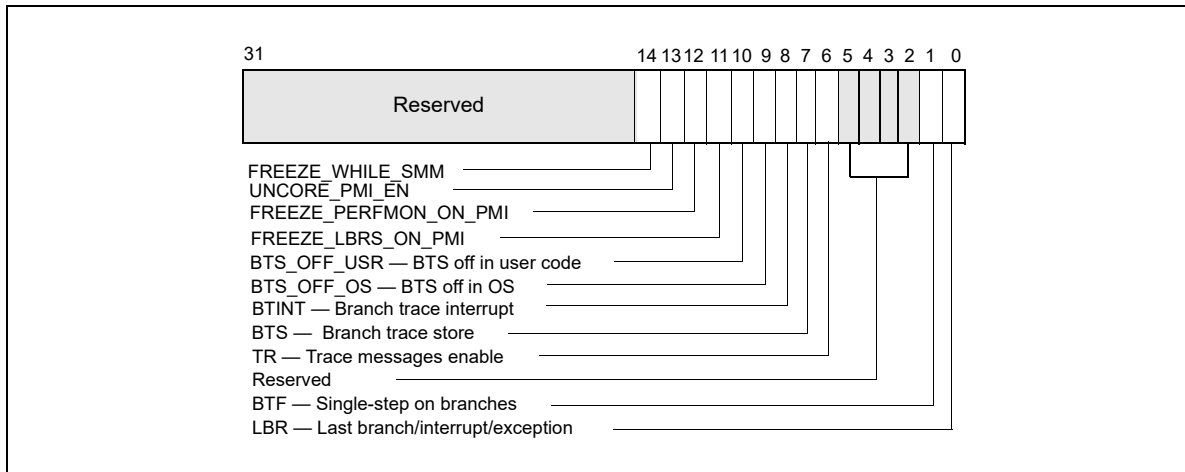 31 14 13 12 11 10 9 8 7 6 5 4 3 2 1 0
Reserved
FREEZE_WHILE_SMM
UNCORE_PMI_EN
FREEZE_PERFMON_ON_PMI
FREEZE_LBRS_ON_PMI
BTS_OFF_USR — BTS off in user code
BTS_OFF_OS — BTS off in OS
BTINT — Branch trace interrupt
BTS — Branch trace store
TR — Trace messages enable
Reserved
BTF — Single-step on branches
LBR — Last branch/interrupt/exception